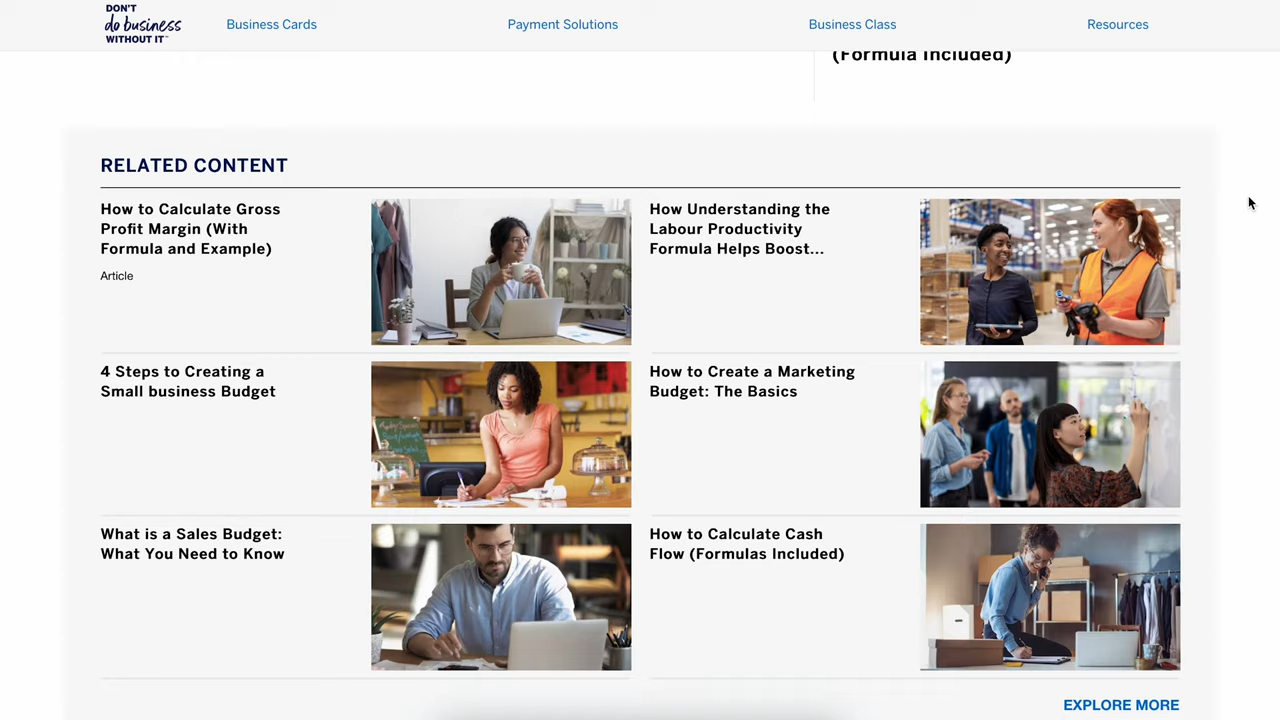 DON'T
do business
WITHOUT IT™
Business Cards
Payment Solutions
Business Class
Resources
(Formula Included)
RELATED CONTENT
How to Calculate Gross
Profit Margin (With
Formula and Example)
Article
How Understanding the
Labour Productivity
Formula Helps Boost...
4 Steps to Creating a
Small business Budget
How to Create a Marketing
Budget: The Basics
What is a Sales Budget:
What You Need to Know
How to Calculate Cash
Flow (Formulas Included)
EXPLORE MORE